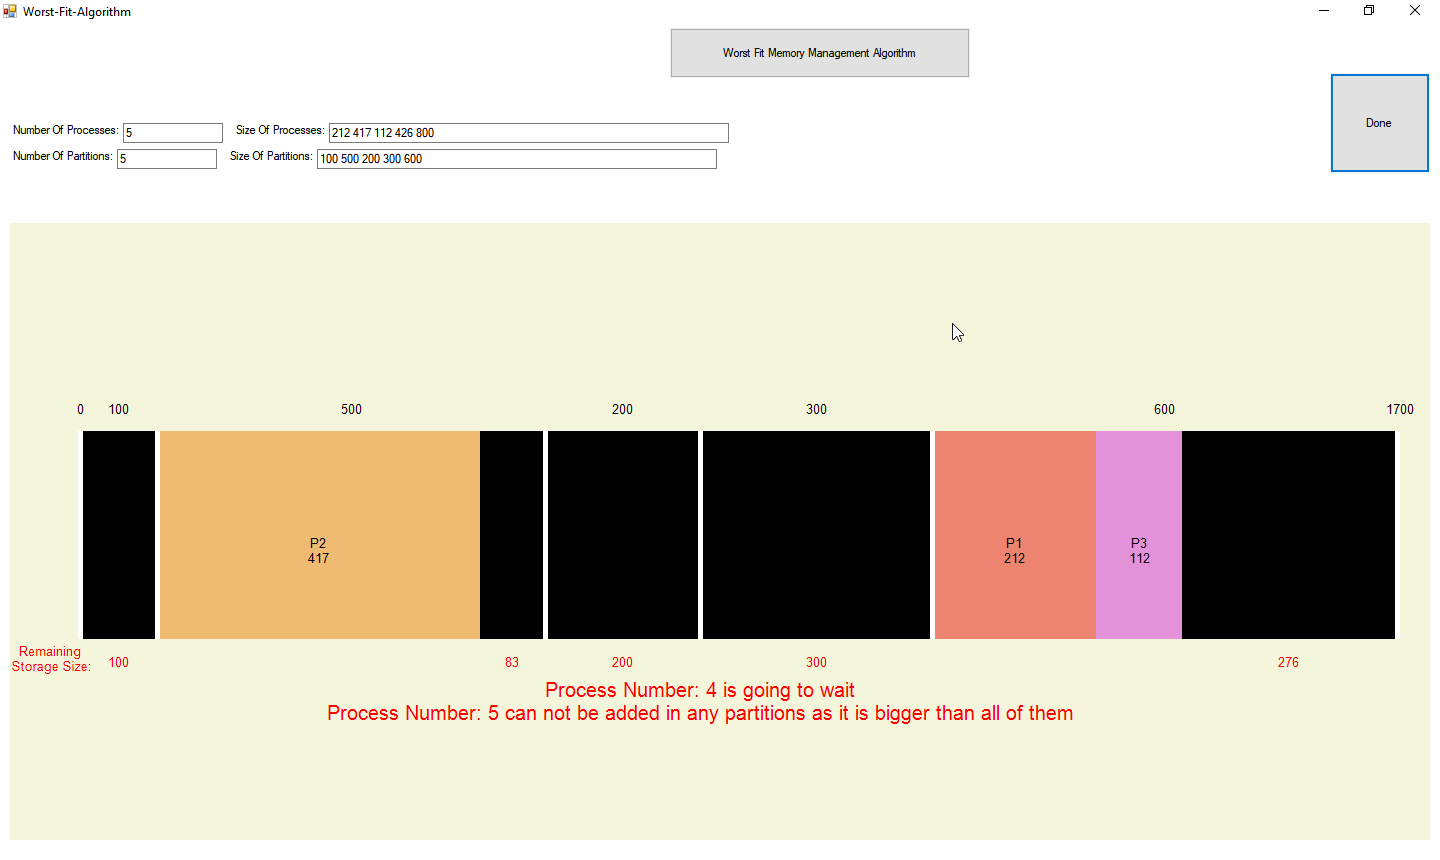 Worst-Fit-Algorithm
Worst Fit Memory Management Algorithm
Done
Number Of Processes: 5 Size Of Processes: 212 417 112 426 800
Number Of Partitions: 5 Size Of Partitions: 100 500 200 300 600
0 100 500 200 300 600 1700
P2 P1 P3
417 212 112
Remaining
Storage Size: 100 83 200 300 276
Process Number: 4 is going to wait
Process Number: 5 can not be added in any partitions as it is bigger than all of them